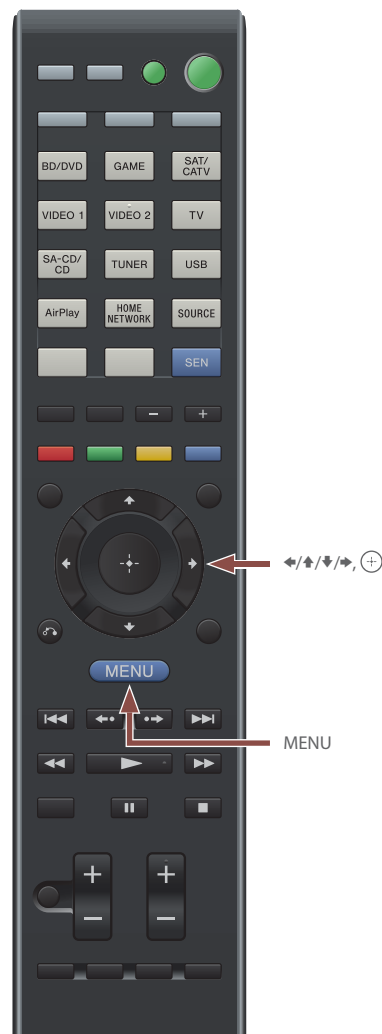 BD/DVD
GAME
SAT/
CATV
VIDEO 1
VIDEO 2
TV
SA-CD/
CD
TUNER
USB
AirPlay
HOME
NETWORK
SOURCE
SEN
− +
←/↑/↓/→, ⊕
MENU
MENU
+ +
− −